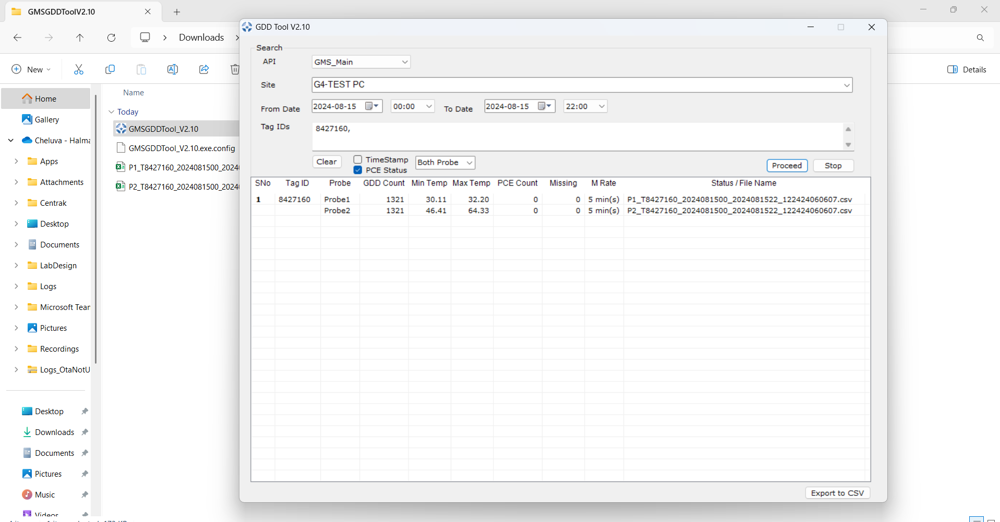 GMSGDDToolV2.10
Downloads
New
Details
Home
Gallery
Cheluva - Halma
Apps
Attachments
Centrak
Desktop
Documents
LabDesign
Logs
Microsoft Tean
Pictures
Recordings
Logs_OtaNotU
Desktop
Downloads
Documents
Pictures
Music
Videos
Name
Today
GMSGDDTool_V2.10
GMSGDDTool_V2.10.exe.config
P1_T8427160_2024081500_2024
P2_T8427160_2024081500_2024
GDD Tool V2.10
Search
API GMS_Main
Site G4-TEST PC
From Date 2024-08-15 00:00 To Date 2024-08-15 22:00
Tag IDs 8427160,
Clear TimeStamp Both Probe Proceed Stop
PCE Status
SNo Tag ID Probe GDD Count Min Temp Max Temp PCE Count Missing M Rate Status / File Name
1 8427160 Probe1 1321 30.11 32.20 0 0 5 min(s) P1_T8427160_2024081500_2024081522_122424060607.csv
Probe2 1321 46.41 64.33 0 0 5 min(s) P2_T8427160_2024081500_2024081522_122424060607.csv
Export to CSV